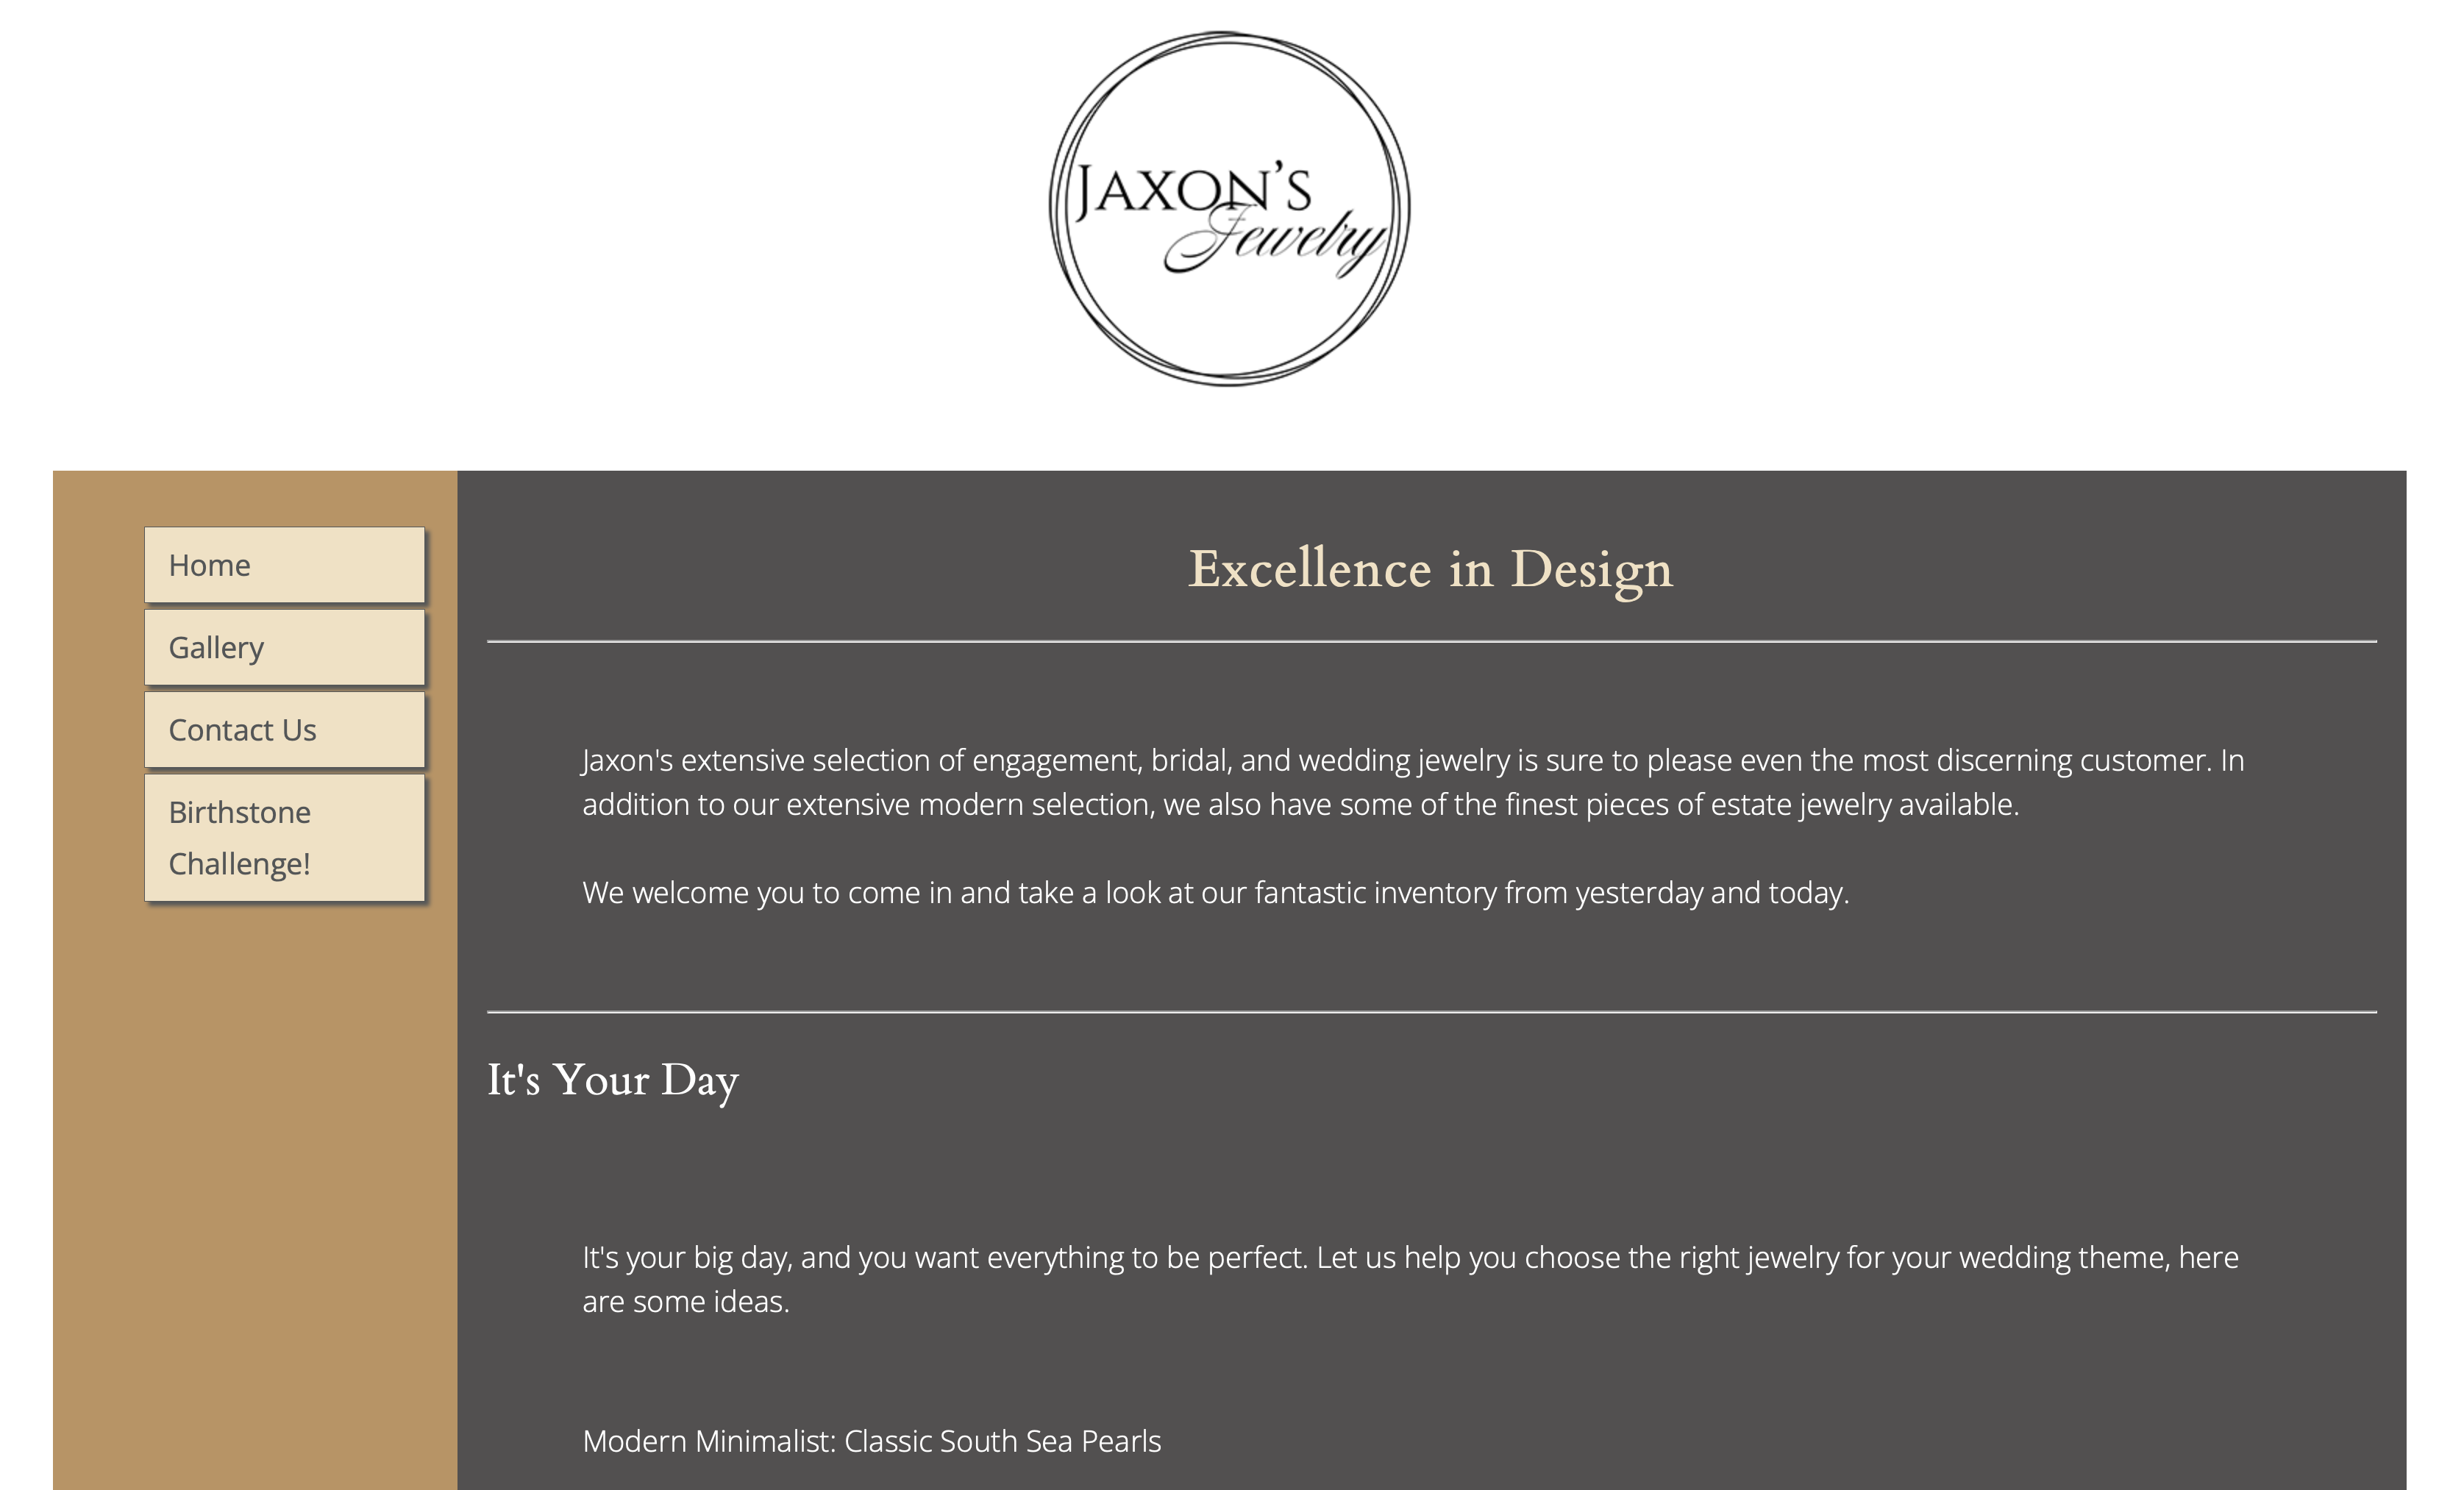 JAXON'S
Jewelry
Home
Gallery
Contact Us
Birthstone
Challenge!
Excellence in Design
Jaxon's extensive selection of engagement, bridal, and wedding jewelry is sure to please even the most discerning customer. In
addition to our extensive modern selection, we also have some of the finest pieces of estate jewelry available.
We welcome you to come in and take a look at our fantastic inventory from yesterday and today.
It's Your Day
It's your big day, and you want everything to be perfect. Let us help you choose the right jewelry for your wedding theme, here
are some ideas.
Modern Minimalist: Classic South Sea Pearls